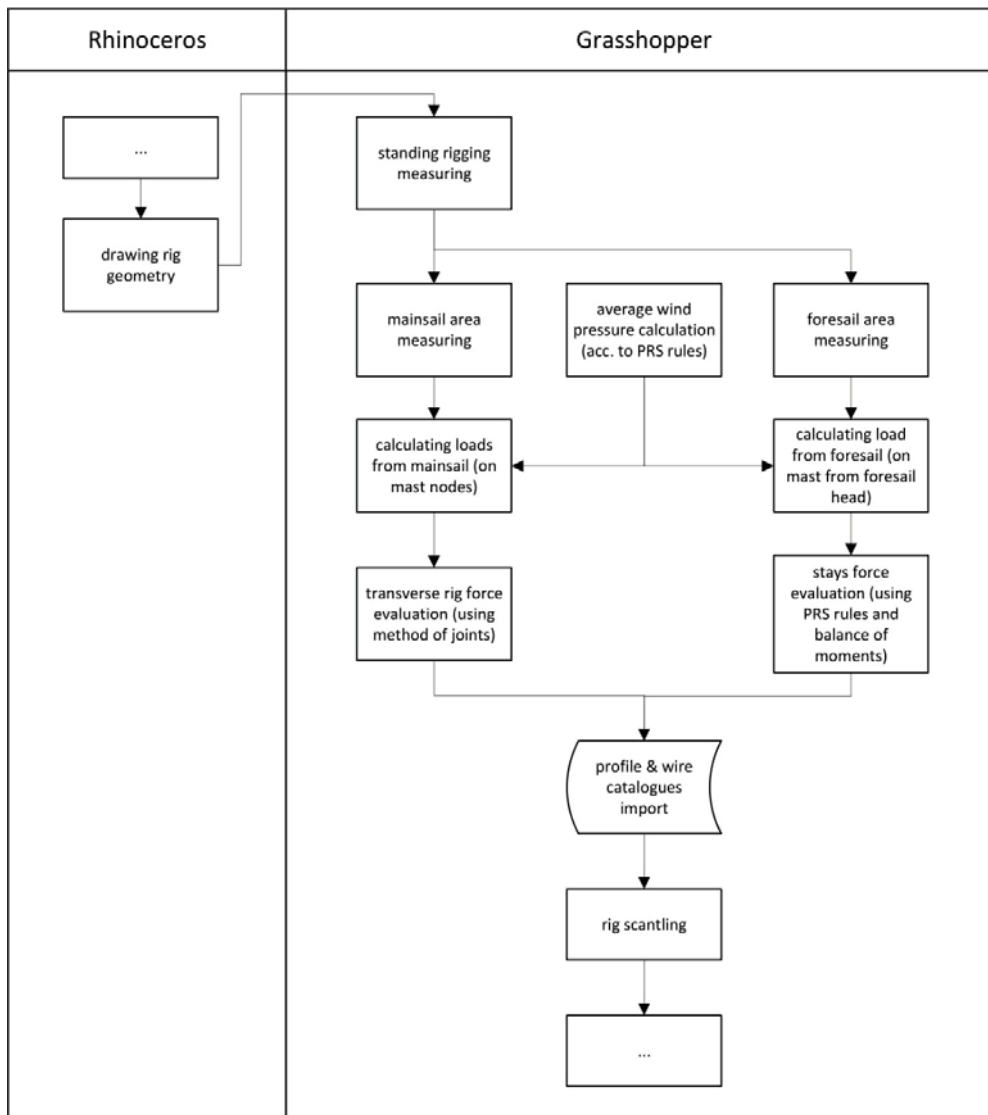 Rhinoceros
Grasshopper
...
drawing rig
geometry
standing rigging
measuring
mainsail area
measuring
average wind
pressure calculation
(acc. to PRS rules)
foresail area
measuring
calculating loads
from mainsail (on
mast nodes)
calculating load
from foresail (on
mast from foresail
head)
transverse rig force
evaluation (using
method of joints)
stays force
evaluation (using
PRS rules and
balance of
moments)
profile & wire
catalogues
import
rig scantling
...